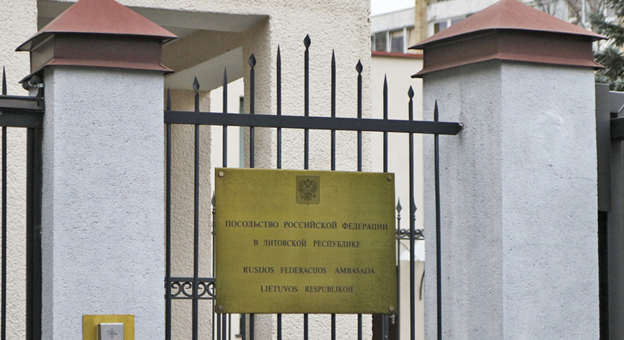 ПОСОЛЬСТВО РОССИЙСКОЙ ФЕДЕРАЦИИ
В ЛИТОВСКОЙ РЕСПУБЛИКЕ
RUSIJOS FEDERACIJOS AMBASADA
LIETUVOS RESPUBLIKOJE